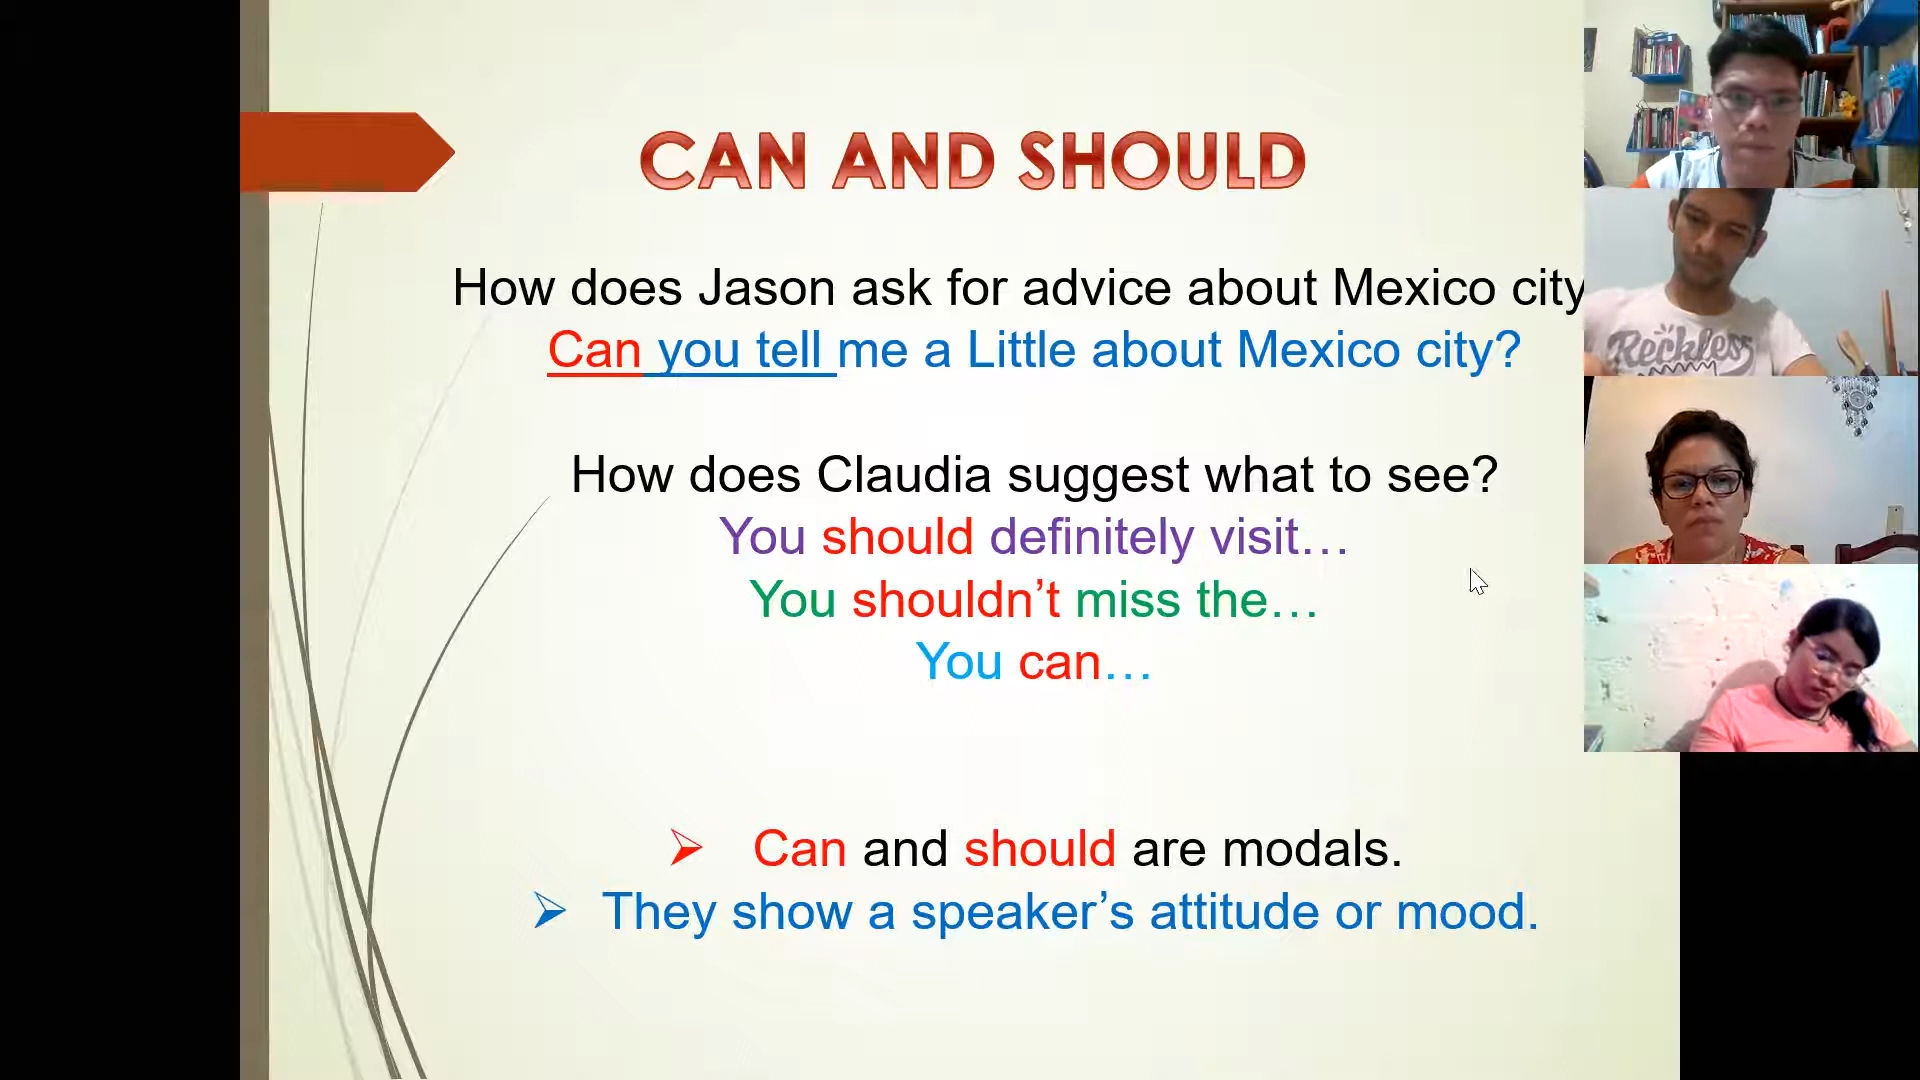 CAN AND SHOULD
How does Jason ask for advice about Mexico city
Can you tell me a Little about Mexico city?
How does Claudia suggest what to see?
You should definitely visit…
You shouldn’t miss the…
You can…
Can and should are modals.
They show a speaker’s attitude or mood.
Reckless